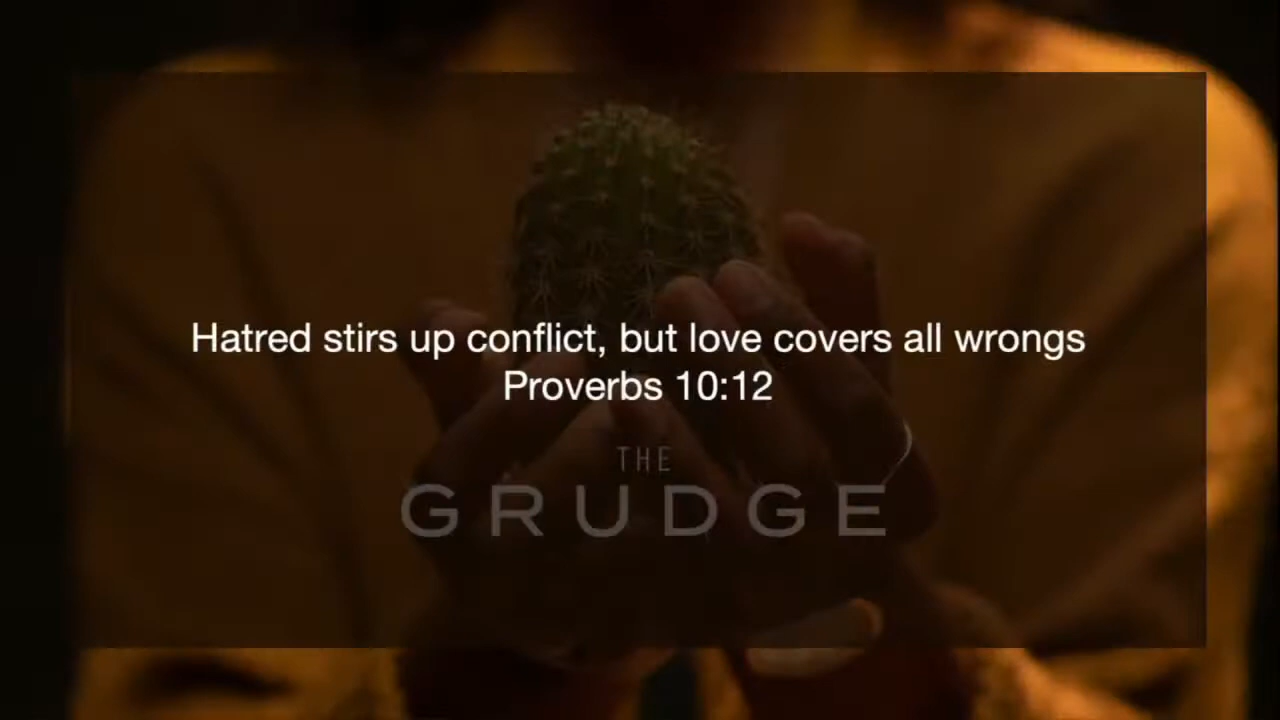 Hatred stirs up conflict, but love covers all wrongs
Proverbs 10:12
THE
GRUDGE